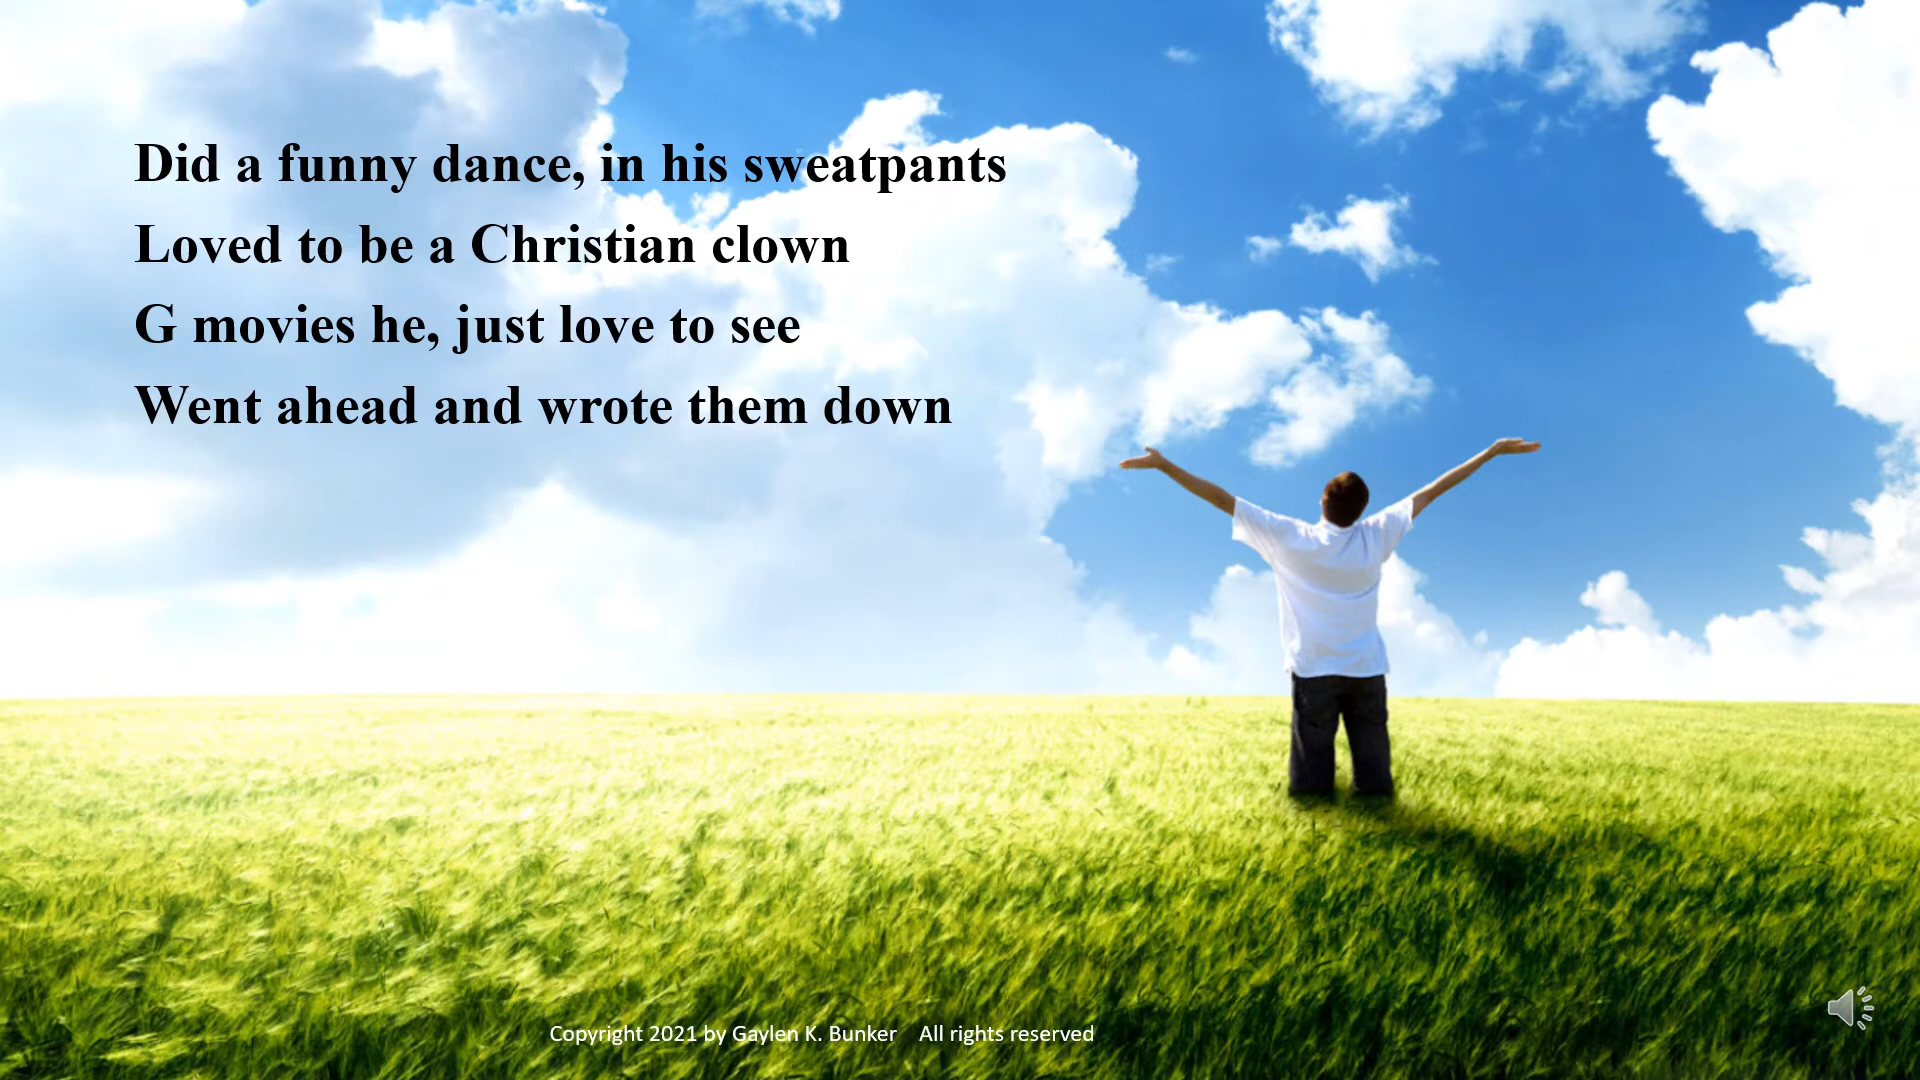 Did a funny dance, in his sweatpants
Loved to be a Christian clown
G movies he, just love to see
Went ahead and wrote them down
Copyright 2021 by Gaylen K. Bunker All rights reserved